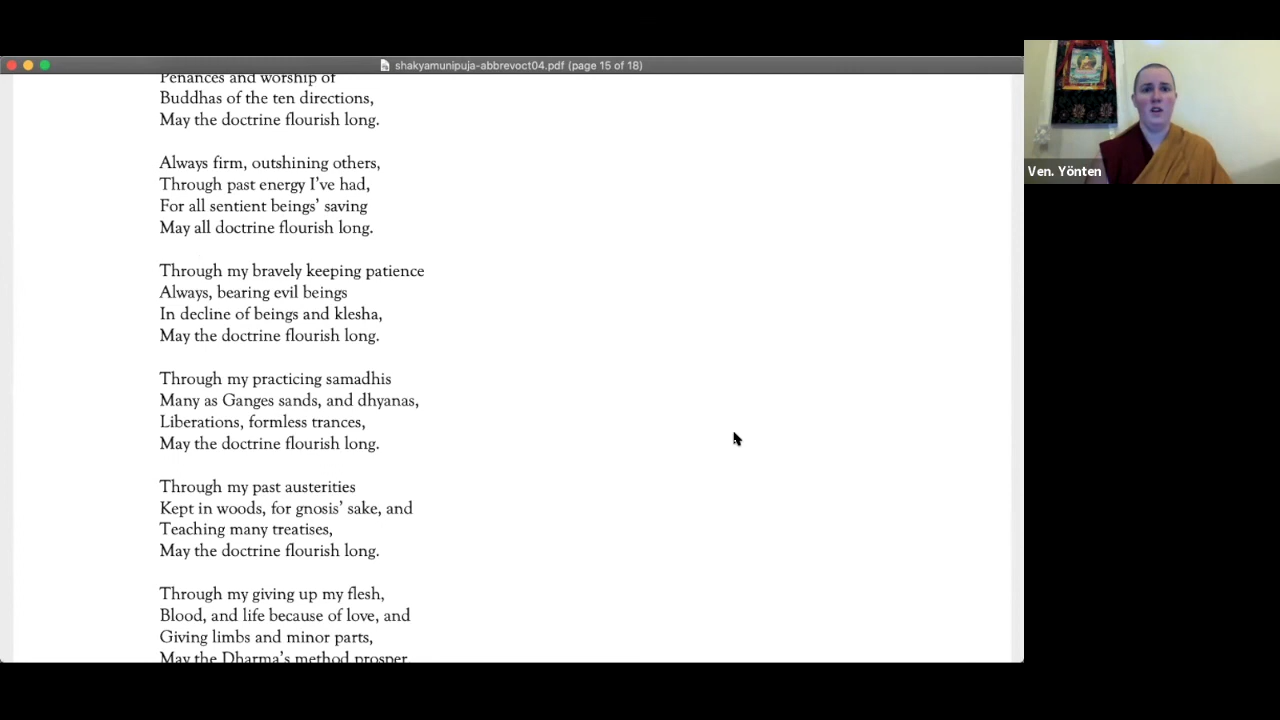 shakyamunipuja-abbrevoct04.pdf (page 15 of 18)
Penances and worship of
Buddhas of the ten directions,
May the doctrine flourish long.
Always firm, outshining others,
Through past energy I've had,
For all sentient beings' saving
May all doctrine flourish long.
Through my bravely keeping patience
Always, bearing evil beings
In decline of beings and klesha,
May the doctrine flourish long.
Through my practicing samadhis
Many as Ganges sands, and dhyanas,
Liberations, formless trances,
May the doctrine flourish long.
Through my past austerities
Kept in woods, for gnosis' sake, and
Teaching many treatises,
May the doctrine flourish long.
Through my giving up my flesh,
Blood, and life because of love, and
Giving limbs and minor parts,
May the Dharma's method prosper
Ven. Yönten